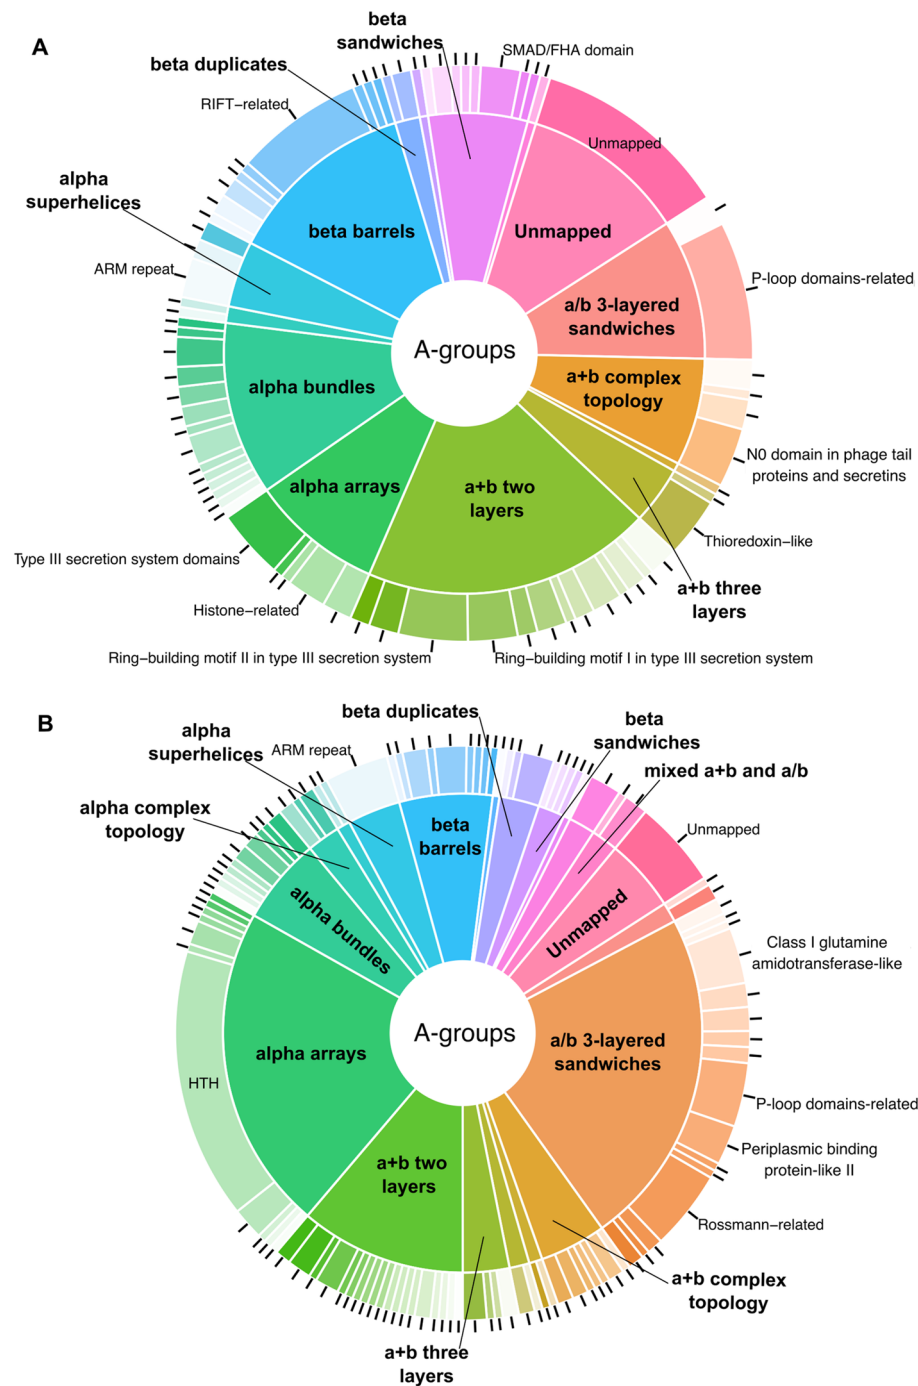 A
beta
sandwiches
SMAD/FHA domain
beta duplicates
RIFT−related
Unmapped
alpha
superhelices
beta barrels
Unmapped
ARM repeat
P−loop domains−related
a/b 3-layered
sandwiches
A-groups
a+b complex
topology
alpha bundles
N0 domain in phage tail
proteins and secretins
alpha arrays
a+b two
layers
Thioredoxin−like
Type III secretion system domains
a+b three
layers
Histone−related
Ring−building motif II in type III secretion system
Ring−building motif I in type III secretion system
B
beta duplicates
beta
sandwiches
alpha
superhelices
ARM repeat
mixed a+b and a/b
alpha complex
topology
beta
barrels
Unmapped
alpha bundles
Unmapped
Class I glutamine
amidotransferase−like
A-groups
a/b 3-layered
sandwiches
alpha arrays
HTH
P−loop domains−related
Periplasmic binding
protein−like II
a+b two
layers
Rossmann−related
a+b complex
topology
a+b three
layers